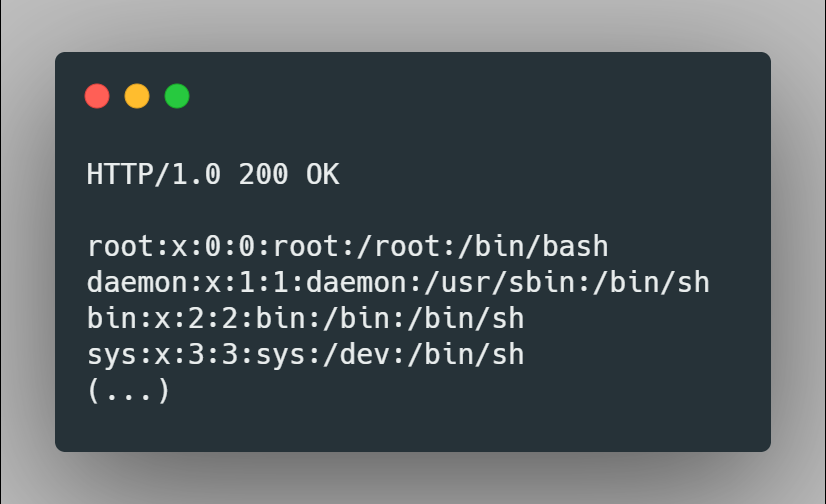 HTTP/1.0 200 OK
root:x:0:0:root:/root:/bin/bash
daemon:x:1:1:daemon:/usr/sbin:/bin/sh
bin:x:2:2:bin:/bin:/bin/sh
sys:x:3:3:sys:/dev:/bin/sh
(...)